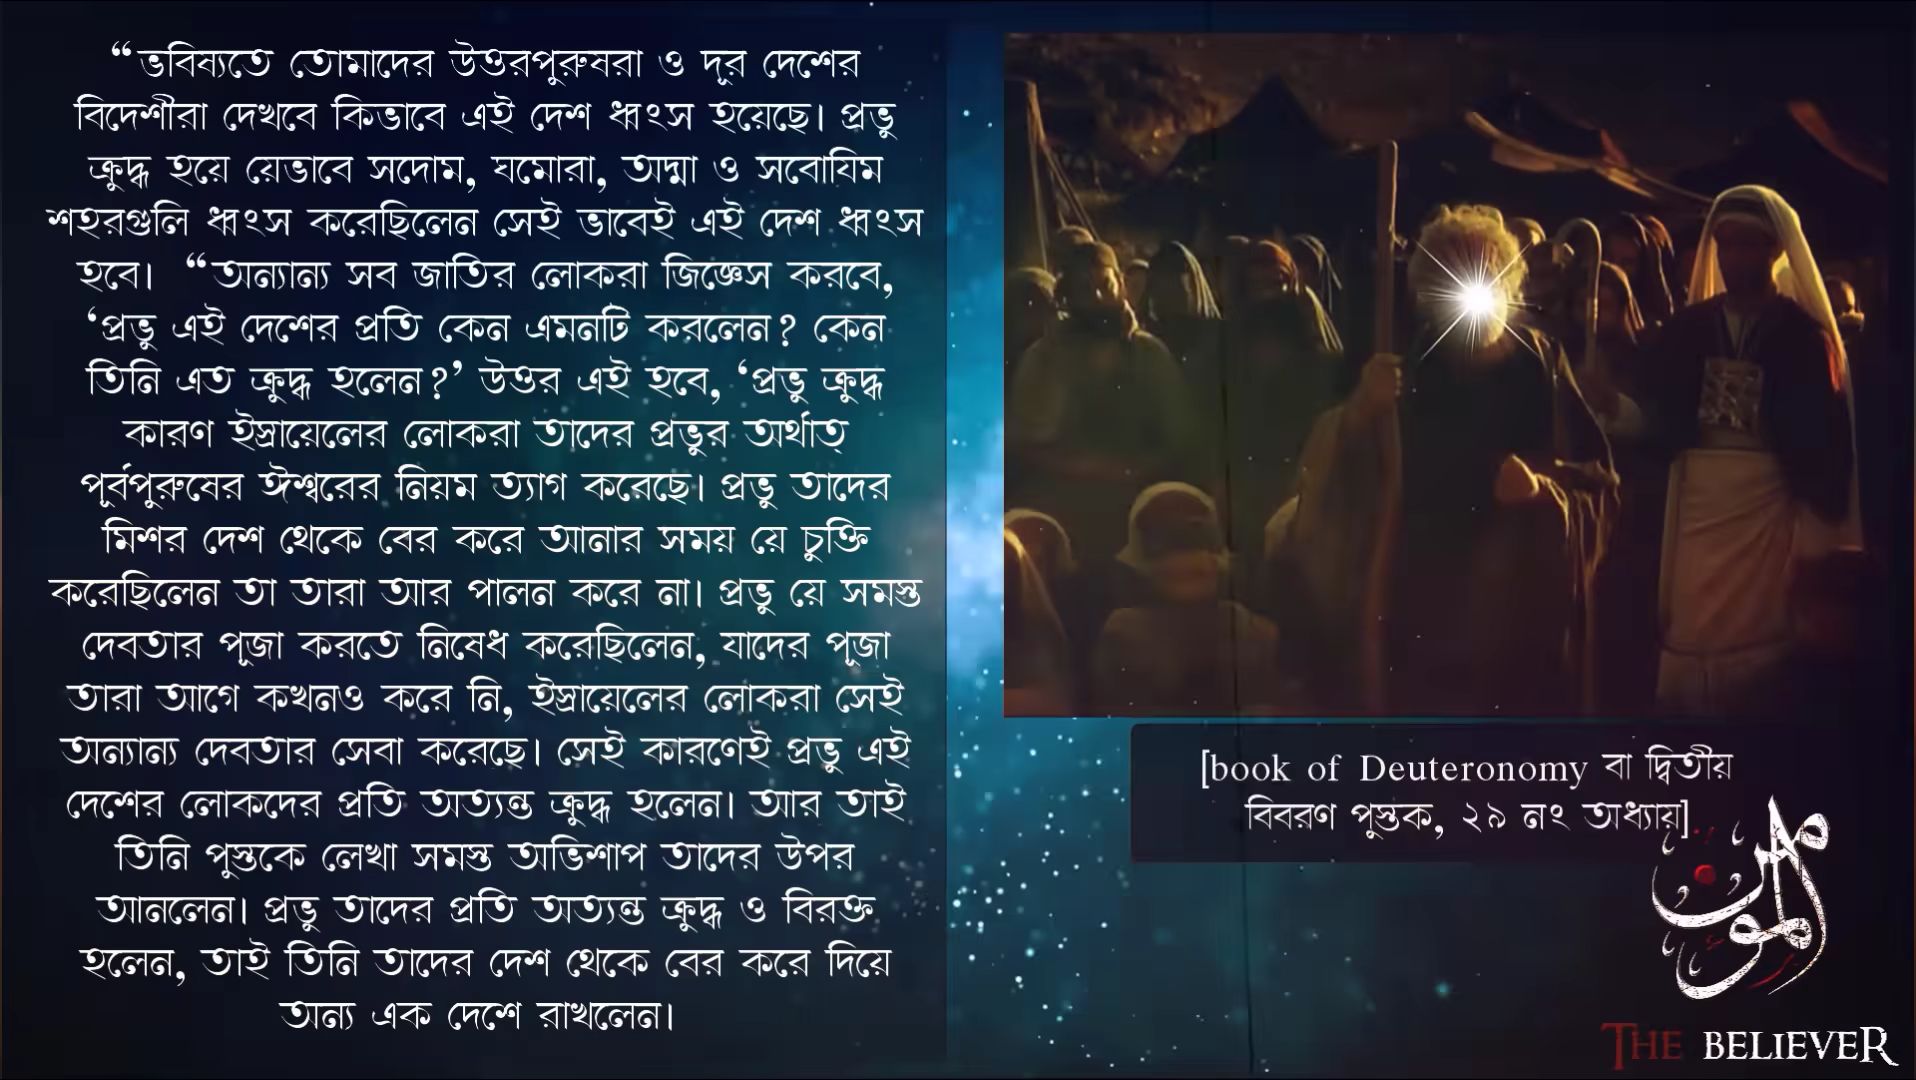 “ভবিষ্যতে তোমাদের উত্তরপুরুষরা ও দূর দেশের
বিদেশীরা দেখবে কিভাবে এই দেশ ধ্বংস হয়েছে। প্রভু
ক্রুদ্ধ হয়ে য়েভাবে সদোম, ঘমোরা, অদ্মা ও সবোযিম
শহরগুলি ধ্বংস করেছিলেন সেই ভাবেই এই দেশ ধ্বংস
হবে। “অন্যান্য সব জাতির লোকরা জিজ্ঞেস করবে,
‘প্রভু এই দেশের প্রতি কেন এমনটি করলেন? কেন
তিনি এত ক্রুদ্ধ হলেন?’ উত্তর এই হবে, ‘প্রভু ক্রুদ্ধ
কারণ ইস্রায়েলের লোকরা তাদের প্রভুর অর্থাত্
পূর্বপুরুষের ঈশ্বরের নিয়ম ত্যাগ করেছে। প্রভু তাদের
মিশর দেশ থেকে বের করে আনার সময় য়ে চুক্তি
করেছিলেন তা তারা আর পালন করে না। প্রভু য়ে সমস্ত
দেবতার পূজা করতে নিষেধ করেছিলেন, যাদের পূজা
তারা আগে কখনও করে নি, ইস্রায়েলের লোকরা সেই
অন্যান্য দেবতার সেবা করেছে। সেই কারণেই প্রভু এই
দেশের লোকদের প্রতি অত্যন্ত ক্রুদ্ধ হলেন। আর তাই
তিনি পুস্তকে লেখা সমস্ত অভিশাপ তাদের উপর
আনলেন। প্রভু তাদের প্রতি অত্যন্ত ক্রুদ্ধ ও বিরক্ত
হলেন, তাই তিনি তাদের দেশ থেকে বের করে দিয়ে
অন্য এক দেশে রাখলেন।
[book of Deuteronomy বা দ্বিতীয়
বিবরণ পুস্তক, ২৯ নং অধ্যায়]
THE BELIEVER